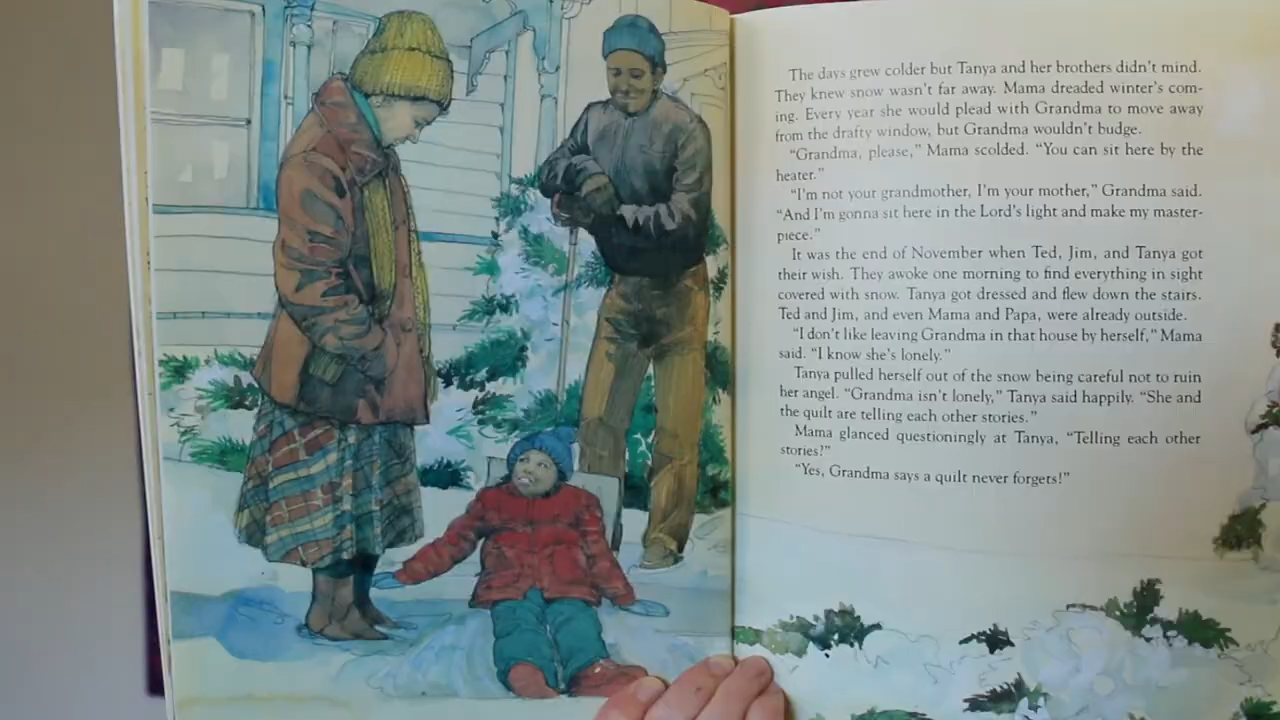 The days grew colder but Tanya and her brothers didn't mind.
They knew snow wasn't far away. Mama dreaded winter's com-
ing. Every year she would plead with Grandma to move away
from the drafty window, but Grandma wouldn't budge.
"Grandma, please," Mama scolded. "You can sit here by the
heater."
"I'm not your grandmother, I'm your mother," Grandma said.
"And I'm gonna sit here in the Lord's light and make my master-
piece."
It was the end of November when Ted, Jim, and Tanya got
their wish. They awoke one morning to find everything in sight
covered with snow. Tanya got dressed and flew down the stairs.
Ted and Jim, and even Mama and Papa, were already outside.
"I don't like leaving Grandma in that house by herself," Mama
said. "I know she's lonely."
Tanya pulled herself out of the snow being careful not to ruin
her angel. "Grandma isn't lonely," Tanya said happily. "She and
the quilt are telling each other stories."
Mama glanced questioningly at Tanya, "Telling each other
stories?"
"Yes, Grandma says a quilt never forgets!"